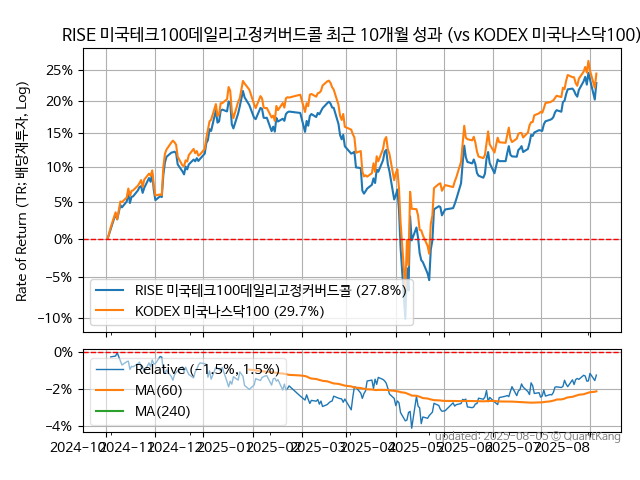 RISE 미국테크100데일리고정커버드콜 최근 10개월 성과 (vs KODEX 미국나스닥100)
Rate of Return (TR: 배당재투자, Log)
25%
20%
15%
10%
5%
0%
−5%
−10%
RISE 미국테크100데일리고정커버드콜 (27.8%)
KODEX 미국나스닥100 (29.7%)
0%
−2%
−4%
Relative (−1.5%, 1.5%)
MA(60)
MA(240)
updated: 2025-08-05 © QuantKang
2024−10 2024−11 2024−12 2025−01 2025−02 2025−03 2025−04 2025−05 2025−06 2025−07 2025−08